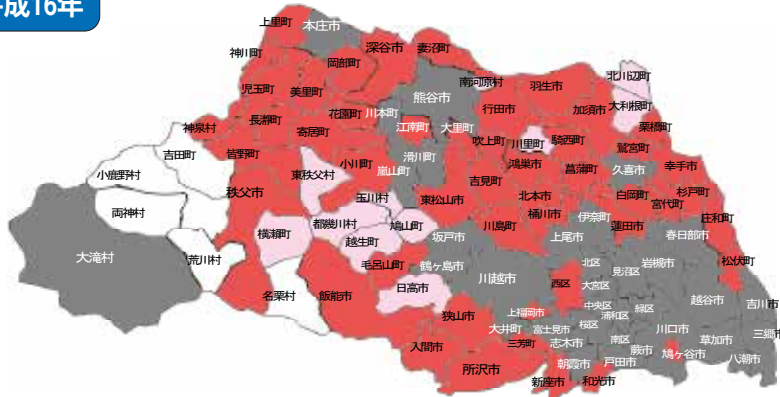 成16年
上里町
本庄市
神川町
岡部町
深谷市
妻沼町
児玉町
美里町
南河原村
北川辺町
熊谷市
羽生市
大利根町
長瀞町
花園町
川本町
行田市
加須市
神泉村
寄居町
江南町
大里町
栗橋町
吉田町
皆野町
吹上町
川里町
騎西町
鷲宮町
小鹿野村
東秩父村
小川町
嵐山町
滑川町
吉見町
鴻巣市
菖蒲町
久喜市
幸手市
両神村
秩父市
玉川村
東松山市
北本市
白岡町
杉戸町
宮代町
大滝村
荒川村
横瀬町
都幾川村
鳩山町
川島町
桶川市
伊奈町
蓮田市
庄和町
越生町
坂戸市
上尾市
春日部市
毛呂山町
鶴ヶ島市
川越市
西区
北区
見沼区
岩槻市
松伏町
名栗村
飯能市
日高市
大宮区
越谷市
吉川市
狭山市
上福岡市
中央区
浦和区
緑区
大井町
富士見市
桜区
川口市
三郷市
入間市
三芳町
志木市
南区
蕨市
草加市
所沢市
朝霞市
戸田市
鳩ヶ谷市
八潮市
新座市
和光市